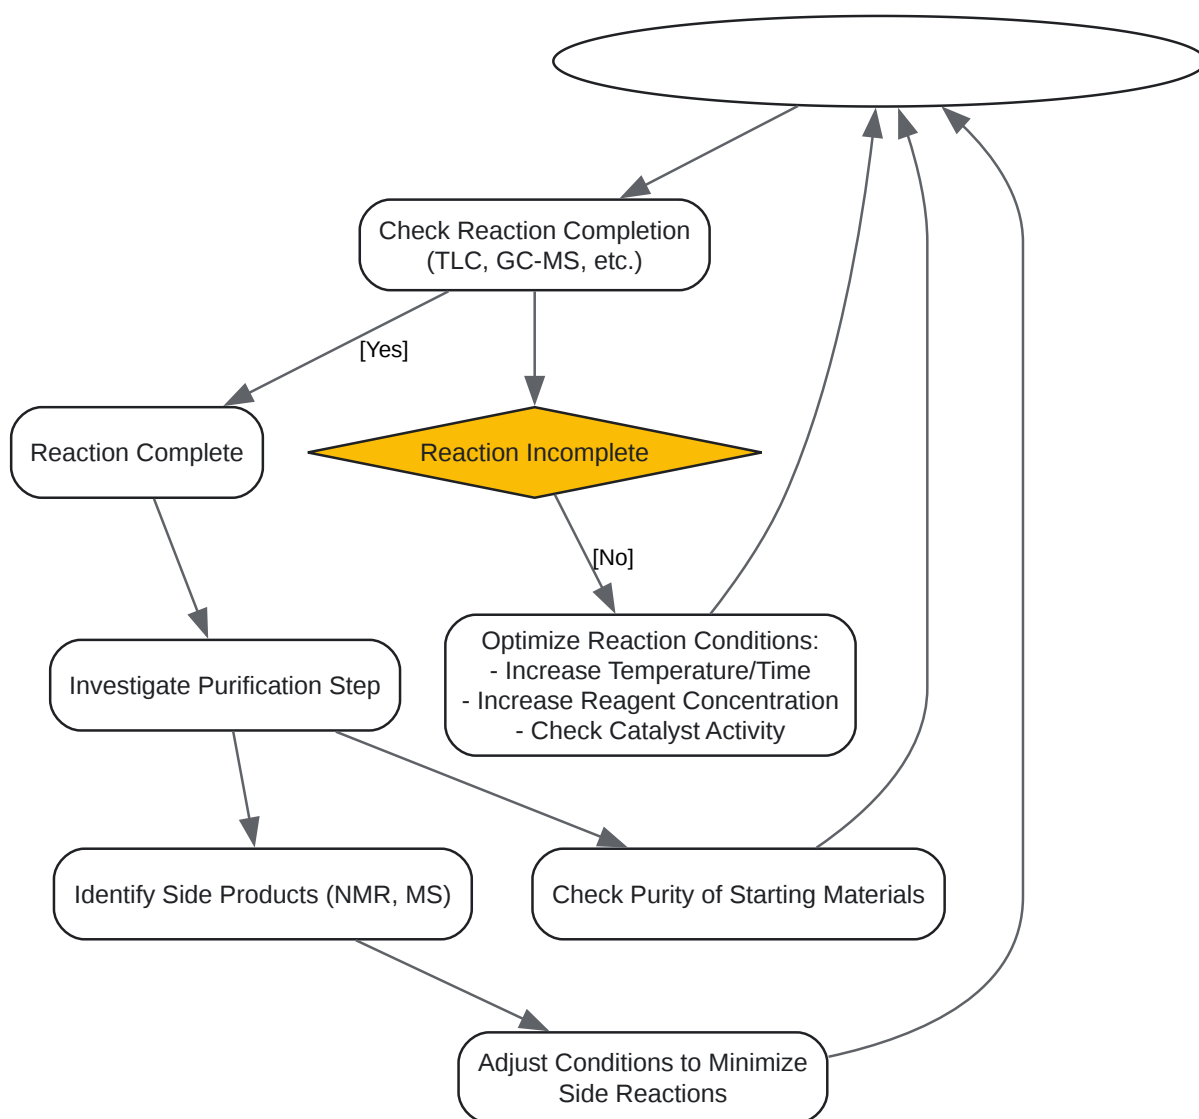 Check Reaction Completion
(TLC, GC-MS, etc.)
[Yes]
Reaction Complete
Reaction Incomplete
[No]
Optimize Reaction Conditions:
- Increase Temperature/Time
- Increase Reagent Concentration
- Check Catalyst Activity
Investigate Purification Step
Identify Side Products (NMR, MS)
Check Purity of Starting Materials
Adjust Conditions to Minimize
Side Reactions